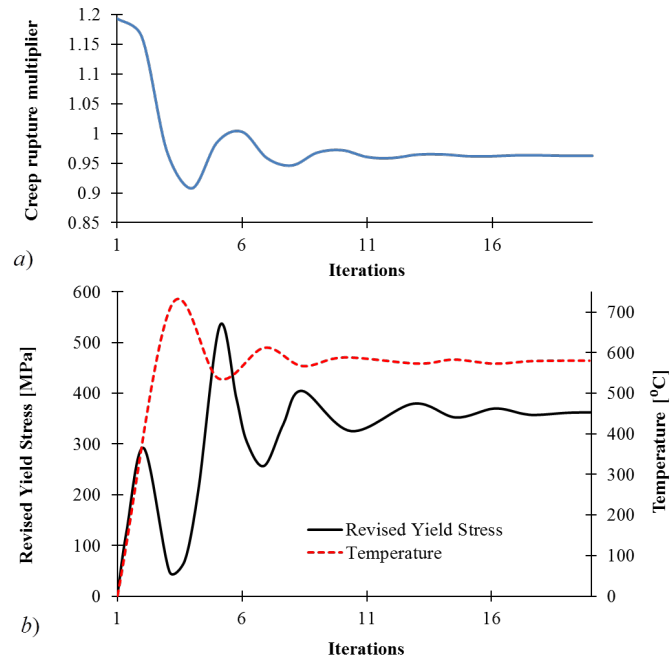 Creep rupture multiplier
1.2
1.15
1.1
1.05
1
0.95
0.9
0.85
1 6 11 16
Iterations
a)
Revised Yield Stress [MPa]
600
500
400
300
200
100
0
Revised Yield Stress
Temperature
700
600
500
400
300
200
100
0
Temperature [⁰C]
1 6 11 16
Iterations
b)